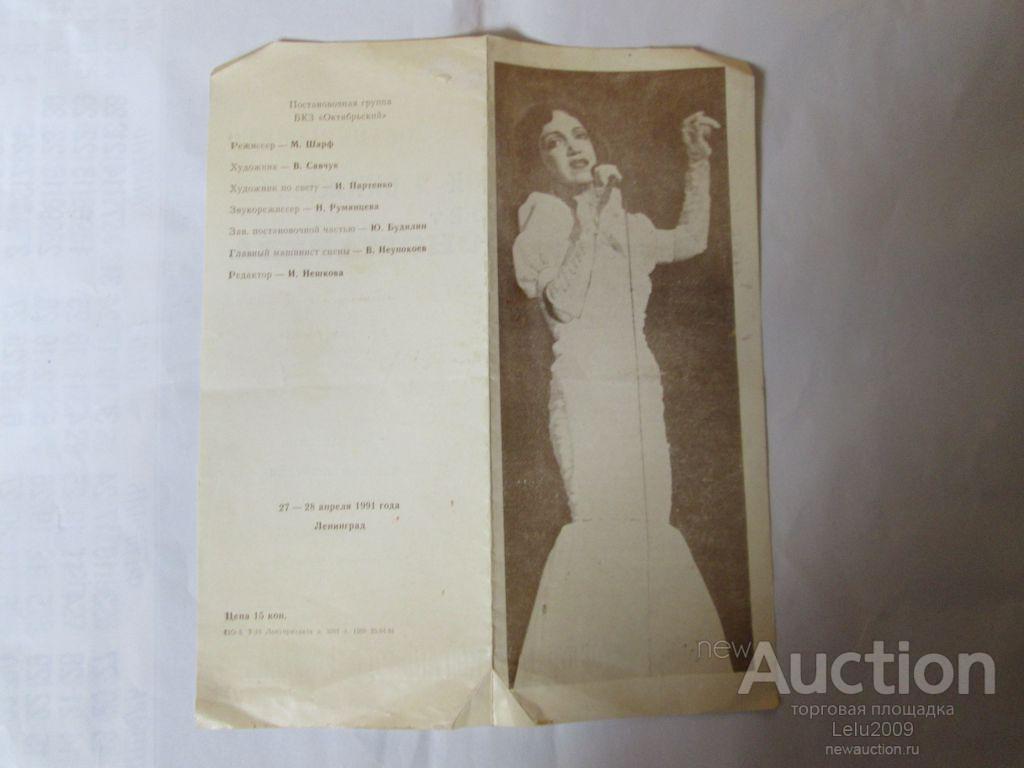 Постановочная группа
БКЗ «Октябрьский»
Режиссер — М. Шарф
Художник — В. Савчук
Художник по свету — И. Партенко
Звукорежиссер — Н. Румянцева
Зав. постановочной частью — Ю. Будилин
Главный машинист сцены — В. Неупокоев
Редактор — И. Нешкова
27 — 28 апреля 1991 года
Ленинград
Цена 15 коп.
newAuction
торговая площадка
Lelu2009
newauction.ru